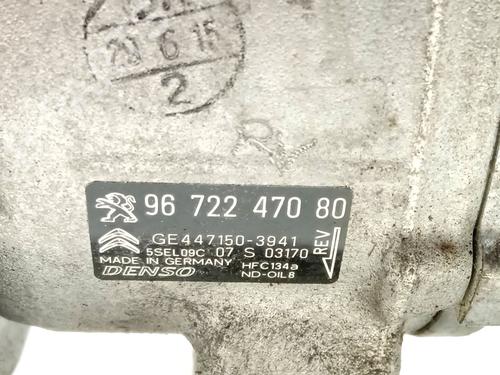 20 6 15
2
96 722 470 80
GE447150-3941
5SEL09C 07 S 03170
MADE IN GERMANY HFC134a
DENSO ND-OIL8
REV